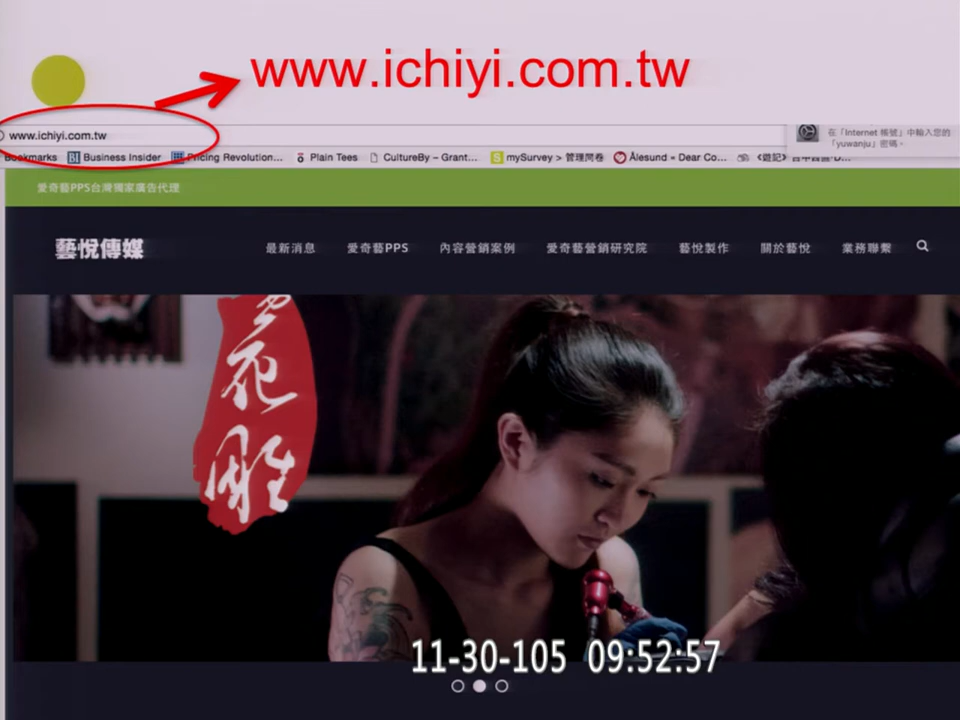 www.ichiyi.com.tw
www.ichiyi.com.tw
在「Internet 帳號」中輸入您的
「yuwanju」密碼。
Bookmarks Business Insider Pricing Revolution... Plain Tees CultureBy – Grant... mySurvey > 管理問卷 Ålesund « Dear Co... 《遊記》
愛奇藝PPS台灣獨家廣告代理
藝悅傳媒 最新消息 愛奇藝PPS 內容營銷案例 愛奇藝營銷研究院 藝悅製作 關於藝悅 業務聯繫
花
雕
11-30-105 09:52:57